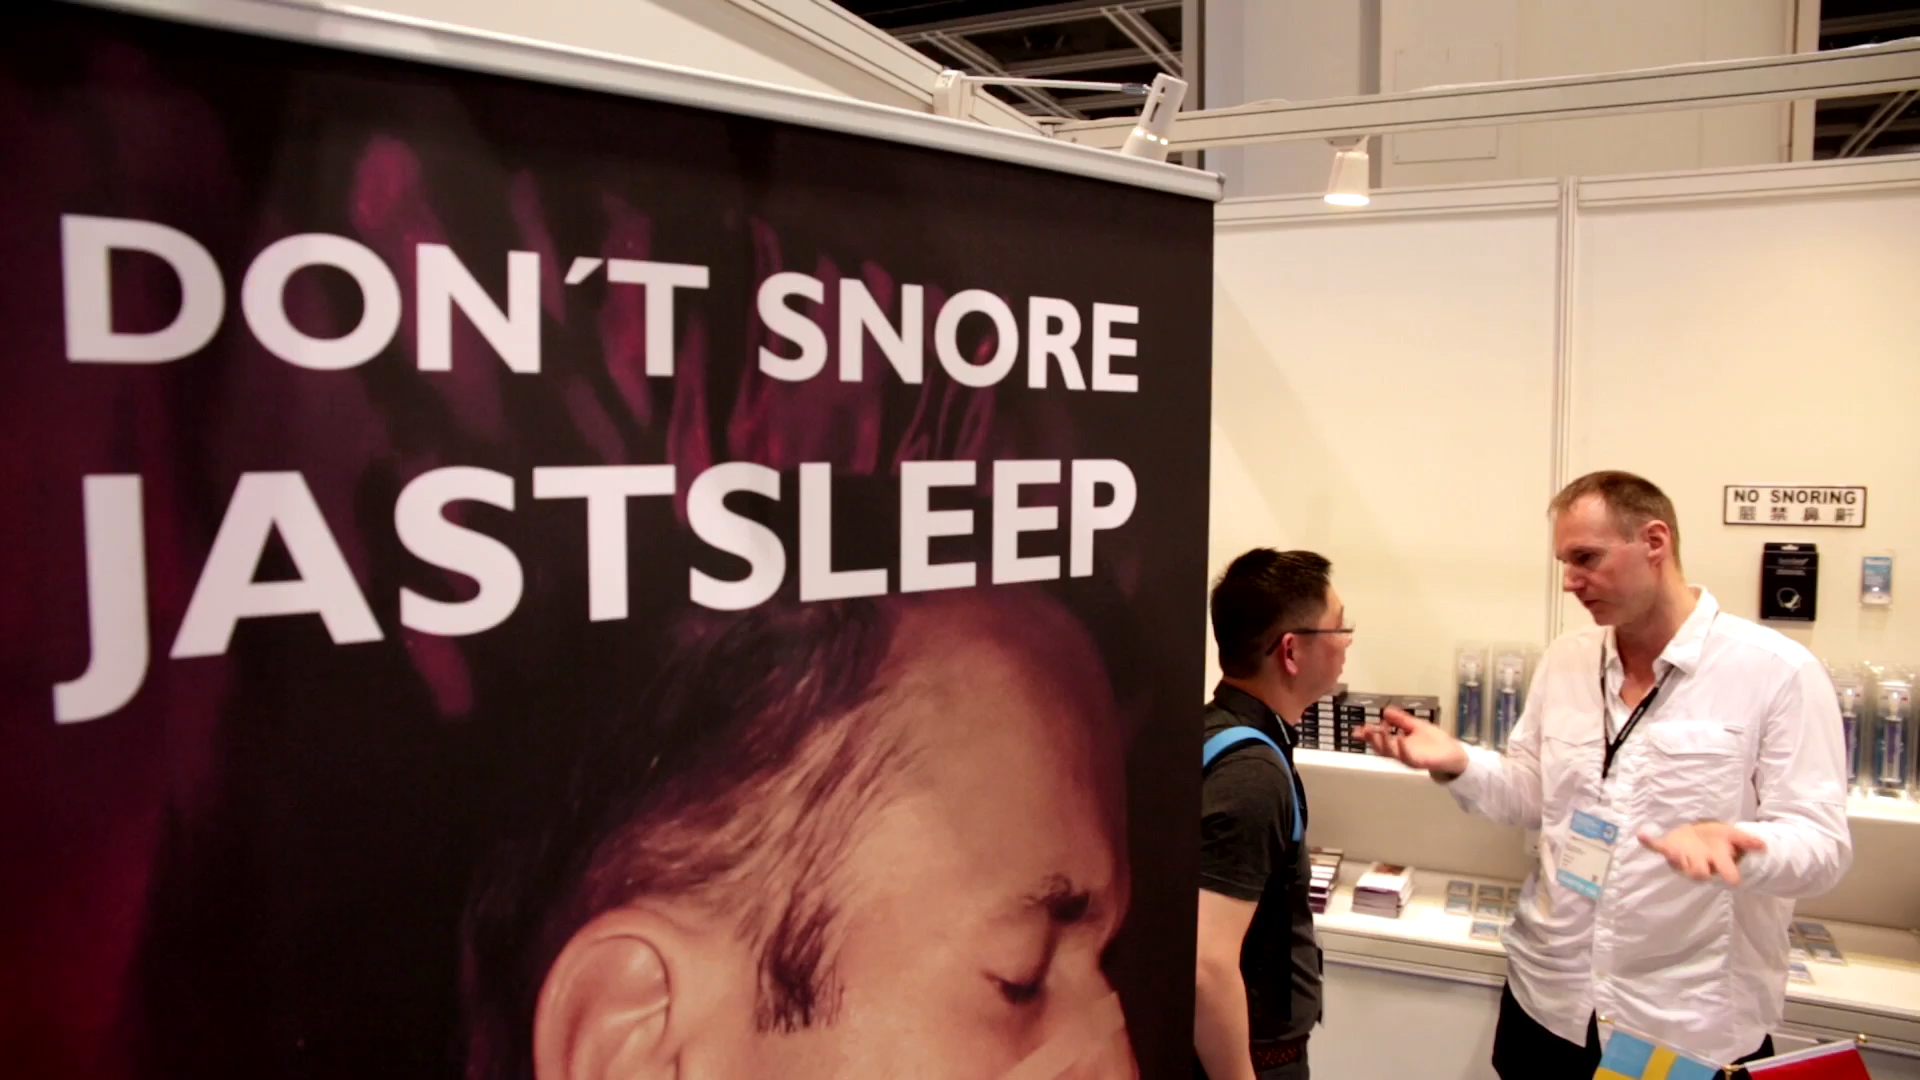 DON´T SNORE
JASTSLEEP
NO SNORING
嚴禁鼻鼾